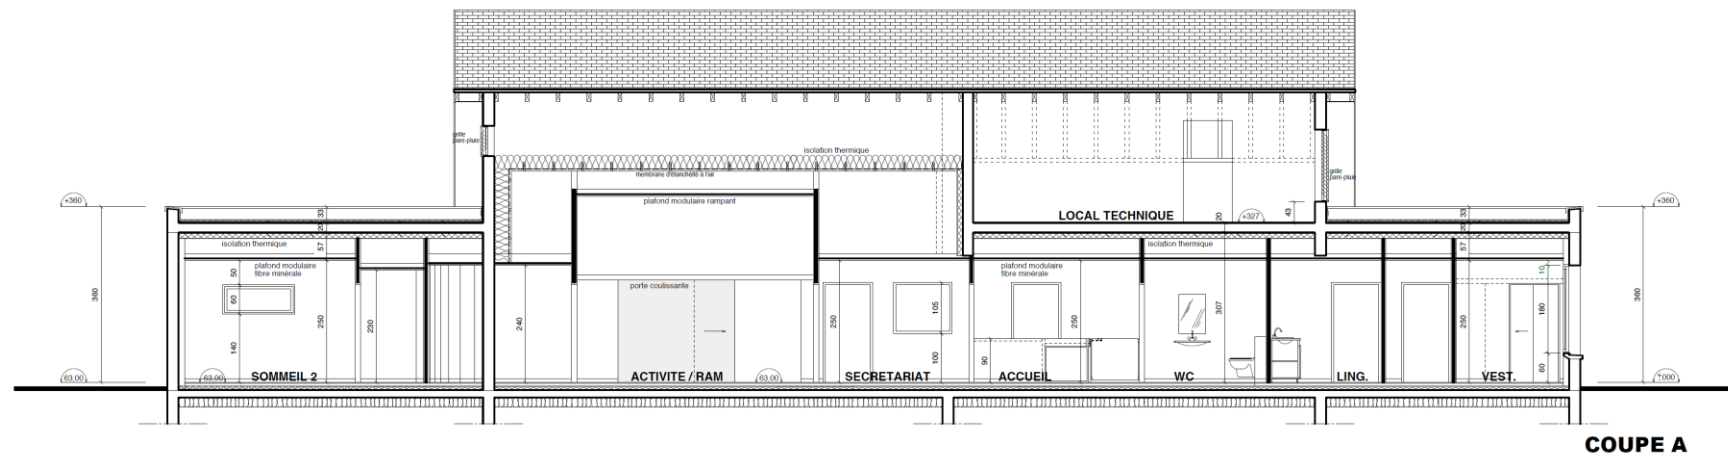 isolation thermique
grille
pare-pluie
membrane d'étanchéité à l'air
grille
pare-pluie
plafond modulaire rampant
+360
+360
33
20
57
LOCAL TECHNIQUE
20
+327
43
33
20
57
isolation thermique
isolation thermique
plafond modulaire
fibre minérale
plafond modulaire
fibre minérale
porte coulissante
360
50
60
140
250
230
240
250
105
100
90
250
307
250
10
180
60
360
63,00
63,00
SOMMEIL 2
ACTIVITE / RAM
63,00
SECRETARIAT
ACCUEIL
WC
LING.
VEST.
COUPE A